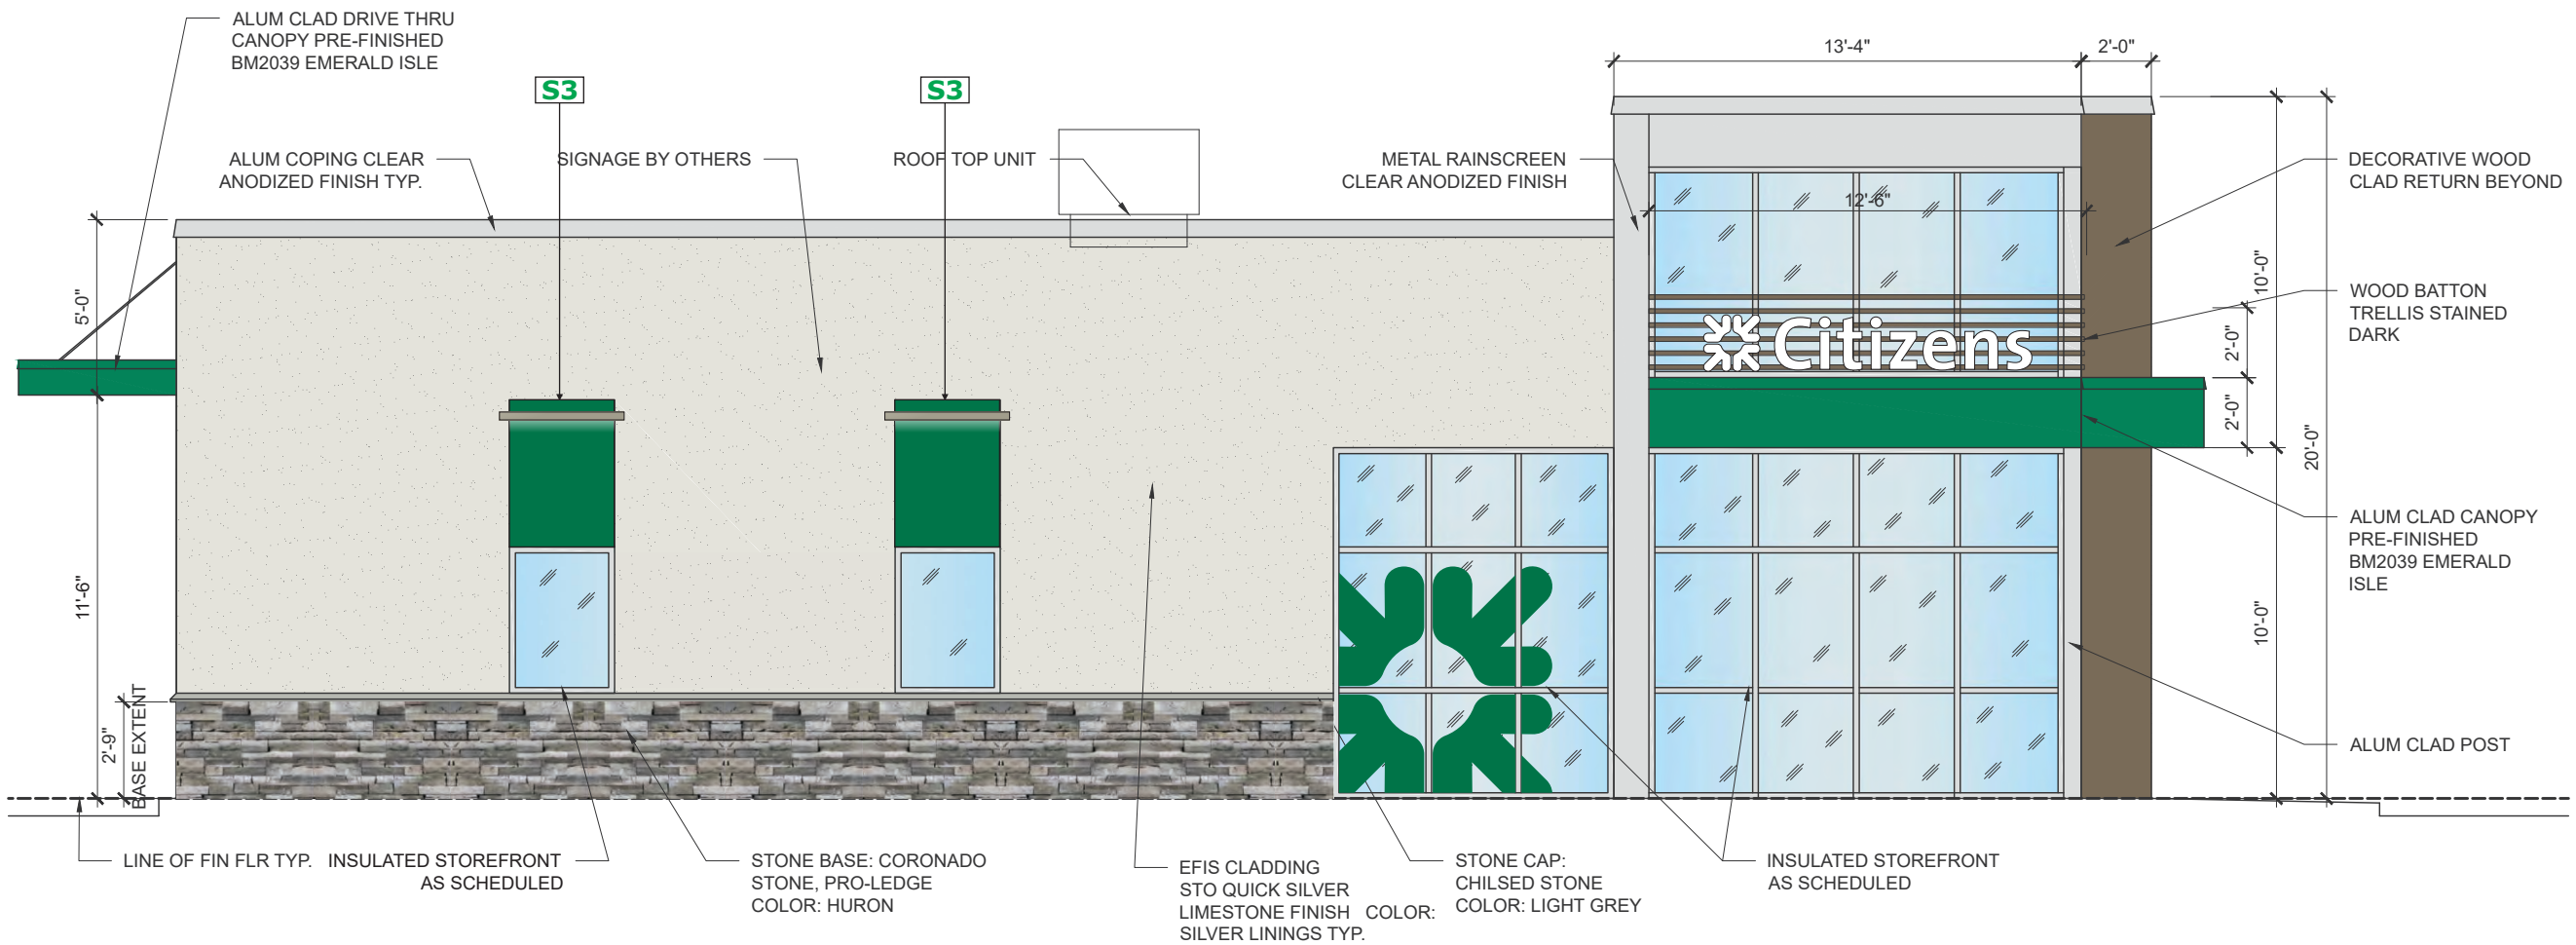 ALUM CLAD DRIVE THRU
CANOPY PRE-FINISHED
BM2039 EMERALD ISLE
13'-4"
2'-0"
S3
S3
ALUM COPING CLEAR
ANODIZED FINISH TYP.
SIGNAGE BY OTHERS
ROOF TOP UNIT
METAL RAINSCREEN
CLEAR ANODIZED FINISH
DECORATIVE WOOD
CLAD RETURN BEYOND
12'-6"
5'-0"
10'-0"
WOOD BATTON
TRELLIS STAINED
DARK
Citizens
2'-0"
2'-0"
20'-0"
ALUM CLAD CANOPY
PRE-FINISHED
BM2039 EMERALD
ISLE
11'-6"
10'-0"
2'-9"
BASE EXTENT
ALUM CLAD POST
LINE OF FIN FLR TYP.
INSULATED STOREFRONT
AS SCHEDULED
STONE BASE: CORONADO
STONE, PRO-LEDGE
COLOR: HURON
EFIS CLADDING
STO QUICK SILVER
LIMESTONE FINISH COLOR:
SILVER LININGS TYP.
STONE CAP:
CHILSED STONE
COLOR: LIGHT GREY
INSULATED STOREFRONT
AS SCHEDULED